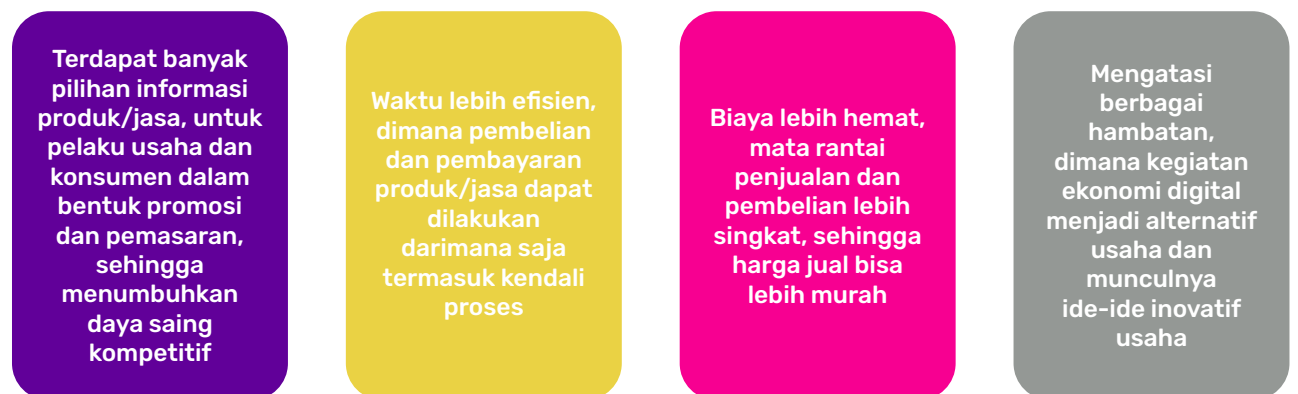 Terdapat banyak
pilihan informasi
produk/jasa, untuk
pelaku usaha dan
konsumen dalam
bentuk promosi
dan pemasaran,
sehingga
menumbuhkan
daya saing
kompetitif
Waktu lebih efisien,
dimana pembelian
dan pembayaran
produk/jasa dapat
dilakukan
darimana saja
termasuk kendali
proses
Biaya lebih hemat,
mata rantai
penjualan dan
pembelian lebih
singkat, sehingga
harga jual bisa
lebih murah
Mengatasi
berbagai
hambatan,
dimana kegiatan
ekonomi digital
menjadi alternatif
usaha dan
munculnya
ide-ide inovatif
usaha